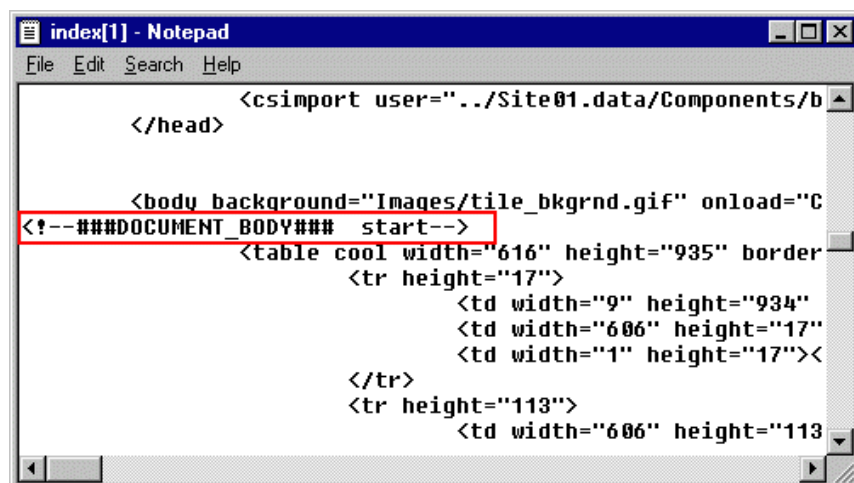 index[1] - Notepad
File Edit Search Help
<csimport user="../Site01.data/Components/b
</head>
<body background="Images/tile_bkgrnd.gif" onload="C
<!--###DOCUMENT_BODY### start-->
<table cool width="616" height="935" border
<tr height="17">
<td width="9" height="934"
<td width="606" height="17"
<td width="1" height="17"><
</tr>
<tr height="113">
<td width="606" height="113